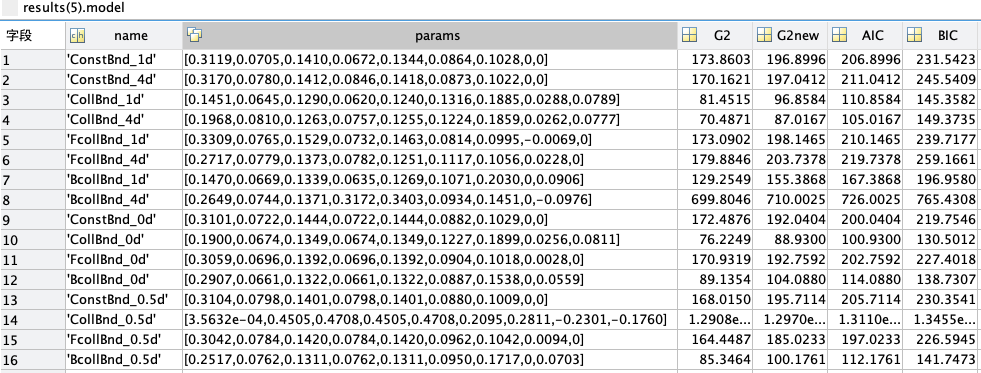 results(5).model
字段 name params G2 G2new AIC BIC
1 'ConstBnd_1d' [0.3119,0.0705,0.1410,0.0672,0.1344,0.0864,0.1028,0,0] 173.8603 196.8996 206.8996 231.5423
2 'ConstBnd_4d' [0.3170,0.0780,0.1412,0.0846,0.1418,0.0873,0.1022,0,0] 170.1621 197.0412 211.0412 245.5409
3 'CollBnd_1d' [0.1451,0.0645,0.1290,0.0620,0.1240,0.1316,0.1885,0.0288,0.0789] 81.4515 96.8584 110.8584 145.3582
4 'CollBnd_4d' [0.1968,0.0810,0.1263,0.0757,0.1255,0.1224,0.1859,0.0262,0.0777] 70.4871 87.0167 105.0167 149.3735
5 'FcollBnd_1d' [0.3309,0.0765,0.1529,0.0732,0.1463,0.0814,0.0995,-0.0069,0] 173.0902 198.1465 210.1465 239.7177
6 'FcollBnd_4d' [0.2717,0.0779,0.1373,0.0782,0.1251,0.1117,0.1056,0.0228,0] 179.8846 203.7378 219.7378 259.1661
7 'BcollBnd_1d' [0.1470,0.0669,0.1339,0.0635,0.1269,0.1071,0.2030,0,0.0906] 129.2549 155.3868 167.3868 196.9580
8 'BcollBnd_4d' [0.2649,0.0744,0.1371,0.3172,0.3403,0.0934,0.1451,0,-0.0976] 699.8046 710.0025 726.0025 765.4308
9 'ConstBnd_0d' [0.3101,0.0722,0.1444,0.0722,0.1444,0.0882,0.1029,0,0] 172.4876 192.0404 200.0404 219.7546
10 'CollBnd_0d' [0.1900,0.0674,0.1349,0.0674,0.1349,0.1227,0.1899,0.0256,0.0811] 76.2249 88.9300 100.9300 130.5012
11 'FcollBnd_0d' [0.3059,0.0696,0.1392,0.0696,0.1392,0.0904,0.1018,0.0028,0] 170.9319 192.7592 202.7592 227.4018
12 'BcollBnd_0d' [0.2907,0.0661,0.1322,0.0661,0.1322,0.0887,0.1538,0,0.0559] 89.1354 104.0880 114.0880 138.7307
13 'ConstBnd_0.5d' [0.3104,0.0798,0.1401,0.0798,0.1401,0.0880,0.1009,0,0] 168.0150 195.7114 205.7114 230.3541
14 'CollBnd_0.5d' [3.5632e-04,0.4505,0.4708,0.4505,0.4708,0.2095,0.2811,-0.2301,-0.1760] 1.2908e... 1.2970e... 1.3110e... 1.3455e...
15 'FcollBnd_0.5d' [0.3042,0.0784,0.1420,0.0784,0.1420,0.0962,0.1042,0.0094,0] 164.4487 185.0233 197.0233 226.5945
16 'BcollBnd_0.5d' [0.2517,0.0762,0.1311,0.0762,0.1311,0.0950,0.1717,0,0.0703] 85.3464 100.1761 112.1761 141.7473